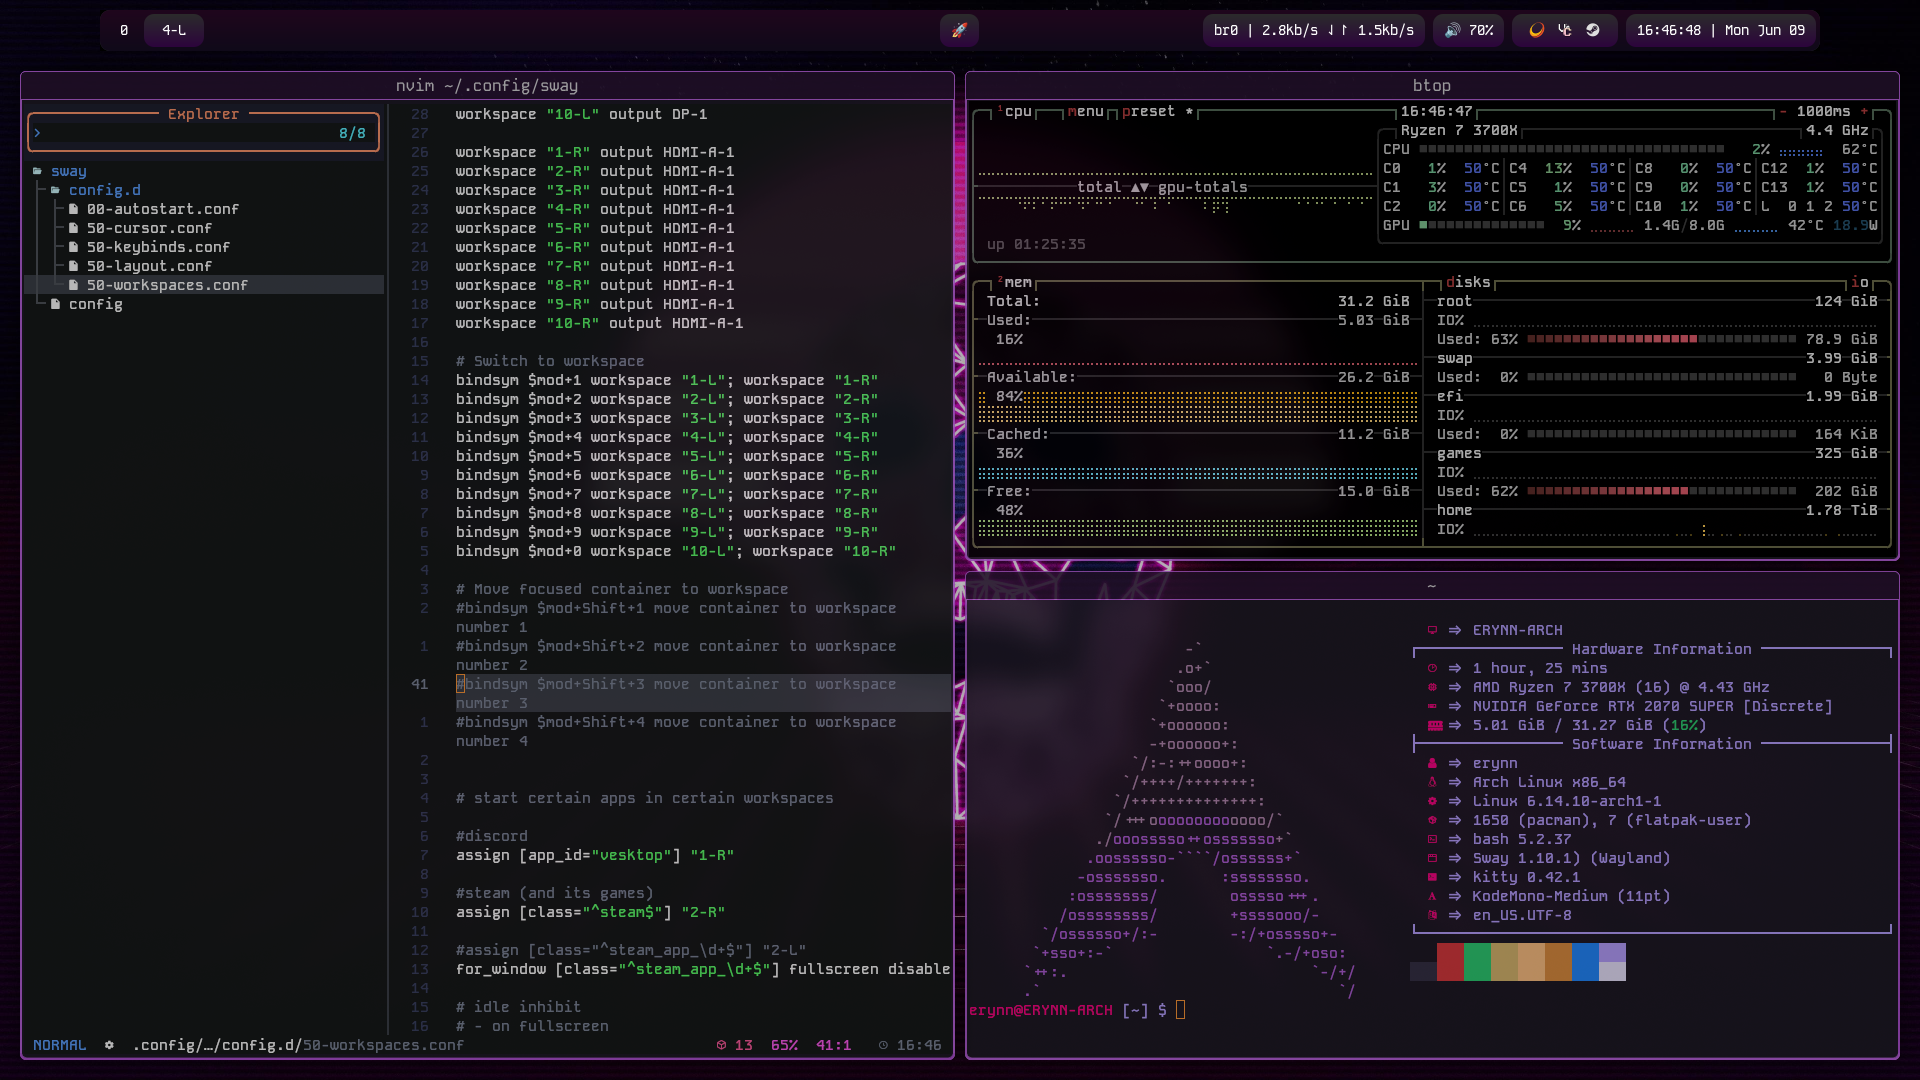 0 4-L
br0 | 2.8kb/s ⇃↾ 1.5kb/s 70% 16:46:48 | Mon Jun 09
nvim ~/.config/sway
Explorer
8/8
sway
config.d
00-autostart.conf
50-cursor.conf
50-keybinds.conf
50-layout.conf
50-workspaces.conf
config
28 workspace "10-L" output DP-1
27
26 workspace "1-R" output HDMI-A-1
25 workspace "2-R" output HDMI-A-1
24 workspace "3-R" output HDMI-A-1
23 workspace "4-R" output HDMI-A-1
22 workspace "5-R" output HDMI-A-1
21 workspace "6-R" output HDMI-A-1
20 workspace "7-R" output HDMI-A-1
19 workspace "8-R" output HDMI-A-1
18 workspace "9-R" output HDMI-A-1
17 workspace "10-R" output HDMI-A-1
16
15 # Switch to workspace
14 bindsym $mod+1 workspace "1-L"; workspace "1-R"
13 bindsym $mod+2 workspace "2-L"; workspace "2-R"
12 bindsym $mod+3 workspace "3-L"; workspace "3-R"
11 bindsym $mod+4 workspace "4-L"; workspace "4-R"
10 bindsym $mod+5 workspace "5-L"; workspace "5-R"
9 bindsym $mod+6 workspace "6-L"; workspace "6-R"
8 bindsym $mod+7 workspace "7-L"; workspace "7-R"
7 bindsym $mod+8 workspace "8-L"; workspace "8-R"
6 bindsym $mod+9 workspace "9-L"; workspace "9-R"
5 bindsym $mod+0 workspace "10-L"; workspace "10-R"
4
3 # Move focused container to workspace
2 #bindsym $mod+Shift+1 move container to workspace
number 1
1 #bindsym $mod+Shift+2 move container to workspace
number 2
41 #bindsym $mod+Shift+3 move container to workspace
number 3
1 #bindsym $mod+Shift+4 move container to workspace
number 4
2
3
4 # start certain apps in certain workspaces
5
6 #discord
7 assign [app_id="vesktop"] "1-R"
8
9 #steam (and its games)
10 assign [class="^steam$"] "2-R"
11
12 #assign [class="^steam_app_\d+$"] "2-L"
13 for_window [class="^steam_app_\d+$"] fullscreen disable
14
15 # idle inhibit
16 # - on fullscreen
NORMAL .config/…/config.d/50-workspaces.conf 13 65% 41:1 16:46
btop
¹cpu menu preset * 16:46:47 - 1000ms +
Ryzen 7 3700X 4.4 GHz
CPU 2% 62°C
C0 1% 50°C C4 13% 50°C C8 0% 50°C C12 1% 50°C
C1 3% 50°C C5 1% 50°C C9 0% 50°C C13 1% 50°C
C2 0% 50°C C6 5% 50°C C10 1% 50°C L 0 1 2 50°C
GPU 9% 1.4G/8.0G 42°C 18.9W
total ▲▼ gpu-totals
up 01:25:35
²mem
Total: 31.2 GiB
Used: 5.03 GiB
16%
Available: 26.2 GiB
84%
Cached: 11.2 GiB
36%
Free: 15.0 GiB
48%
disks io
root 124 GiB
IO%
Used: 63% 78.9 GiB
swap 3.99 GiB
Used: 0% 0 Byte
efi 1.99 GiB
IO%
Used: 0% 164 KiB
games 325 GiB
IO%
Used: 62% 202 GiB
home 1.78 TiB
IO%
~
-`
.o+`
`ooo/
`+oooo:
`+oooooo:
-+oooooo+:
`/:-:++oooo+:
`/++++/+++++++:
`/++++++++++++++:
`/+++ooooooooooooo/`
./ooosssso++osssssso+`
.oossssso-````/ossssss+`
-osssssso. :ssssssso.
:osssssss/ osssso+++.
/ossssssss/ +ssssooo/-
`/ossssso+/:- -:/+osssso+-
`+sso+:-` `.-/+oso:
`++:. `-/+/
.` `/
⇒ ERYNN-ARCH
Hardware Information
⇒ 1 hour, 25 mins
⇒ AMD Ryzen 7 3700X (16) @ 4.43 GHz
⇒ NVIDIA GeForce RTX 2070 SUPER [Discrete]
⇒ 5.01 GiB / 31.27 GiB (16%)
Software Information
⇒ erynn
⇒ Arch Linux x86_64
⇒ Linux 6.14.10-arch1-1
⇒ 1650 (pacman), 7 (flatpak-user)
⇒ bash 5.2.37
⇒ Sway 1.10.1) (Wayland)
⇒ kitty 0.42.1
⇒ KodeMono-Medium (11pt)
⇒ en_US.UTF-8
erynn@ERYNN-ARCH [~] $